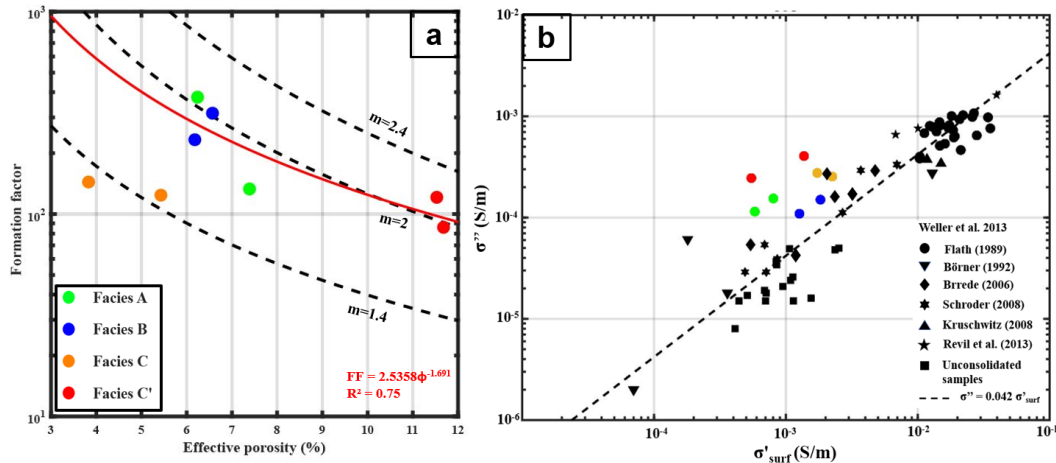 a
10³
10²
10¹
Formation factor
m=2.4
m=2
m=1.4
Facies A
Facies B
Facies C
Facies C'
FF = 2.5358ϕ-1.691
R² = 0.75
3 4 5 6 7 8 9 10 11 12
Effective porosity (%)
b
10-2
10-3
10-4
10-5
10-6
σ'' (S/m)
Weller et al. 2013
Flath (1989)
Börner (1992)
Brrede (2006)
Schroder (2008)
Kruschwitz (2008
Revil et al. (2013)
Unconsolidated
samples
σ'' = 0.042 σ'surf
10-4 10-3 10-2 10-1
σ'surf (S/m)